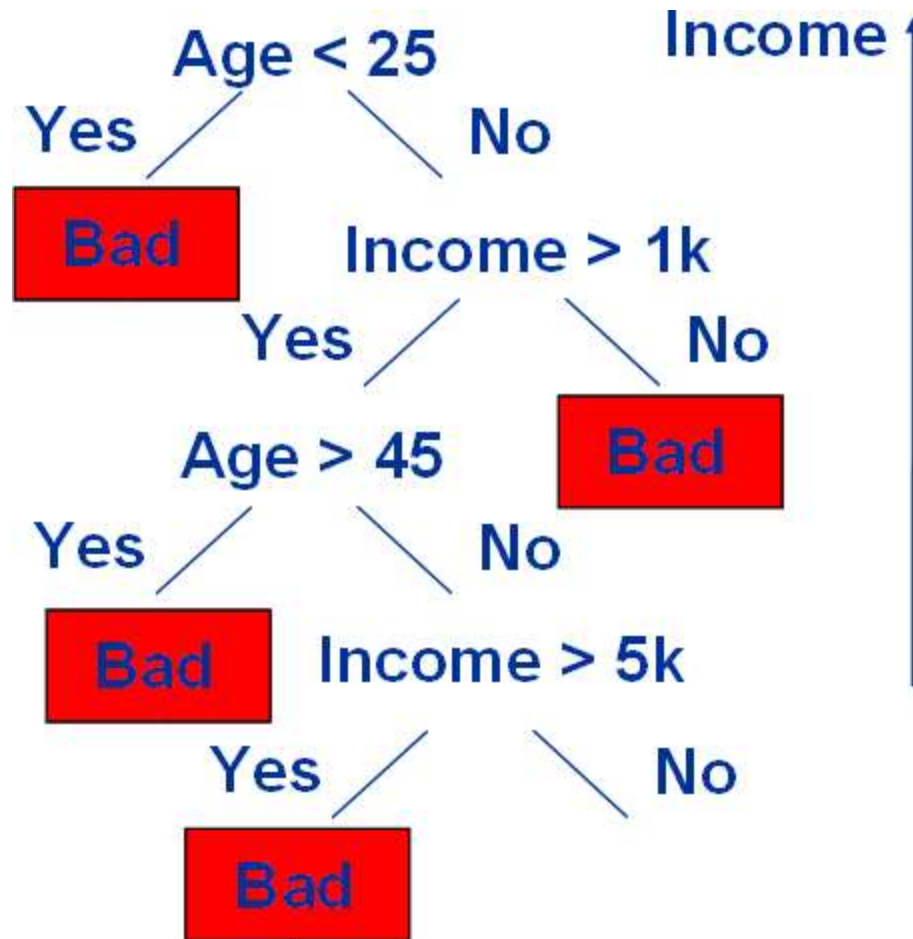 Income
Age < 25
Yes
No
Bad
Income > 1k
Yes
No
Age > 45
Bad
Yes
No
Bad
Income > 5k
Yes
No
Bad